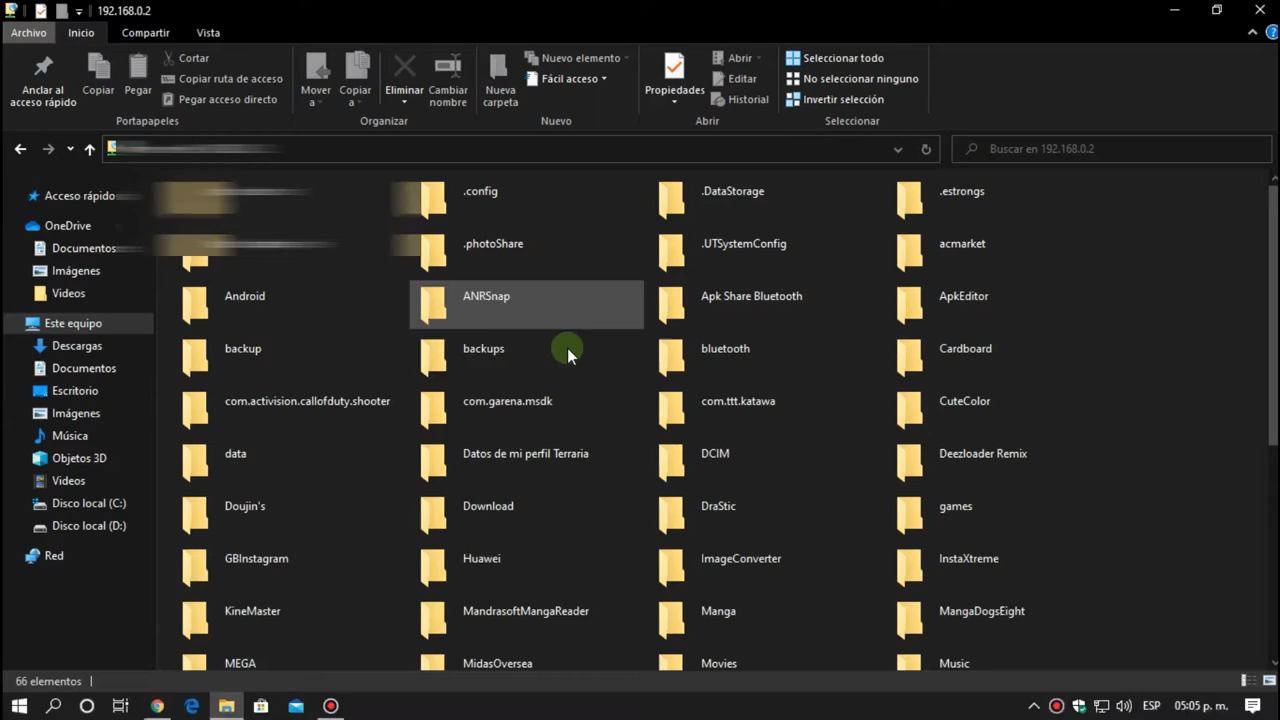 192.168.0.2
Archivo Inicio Compartir Vista
Anclar al acceso rápido
Copiar
Pegar
Cortar
Copiar ruta de acceso
Pegar acceso directo
Portapapeles
Mover a
Copiar a
Eliminar
Cambiar nombre
Organizar
Nueva carpeta
Nuevo elemento
Fácil acceso
Nuevo
Propiedades
Abrir
Editar
Historial
Abrir
Seleccionar todo
No seleccionar ninguno
Invertir selección
Seleccionar
Buscar en 192.168.0.2
Acceso rápido
OneDrive
Documentos
Imágenes
Videos
Este equipo
Descargas
Documentos
Escritorio
Imágenes
Música
Objetos 3D
Videos
Disco local (C:)
Disco local (D:)
Red
.config .DataStorage .estrongs
.photoShare .UTSystemConfig acmarket
Android ANRSnap Apk Share Bluetooth ApkEditor
backup backups bluetooth Cardboard
com.activision.callofduty.shooter com.garena.msdk com.ttt.katawa CuteColor
data Datos de mi perfil Terraria DCIM Deezloader Remix
Doujin's Download DraStic games
GBInstagram Huawei ImageConverter InstaXtreme
KineMaster MandrasoftMangaReader Manga MangaDogsEight
MEGA MidasOversea Movies Music
66 elementos
ESP 05:05 p. m.